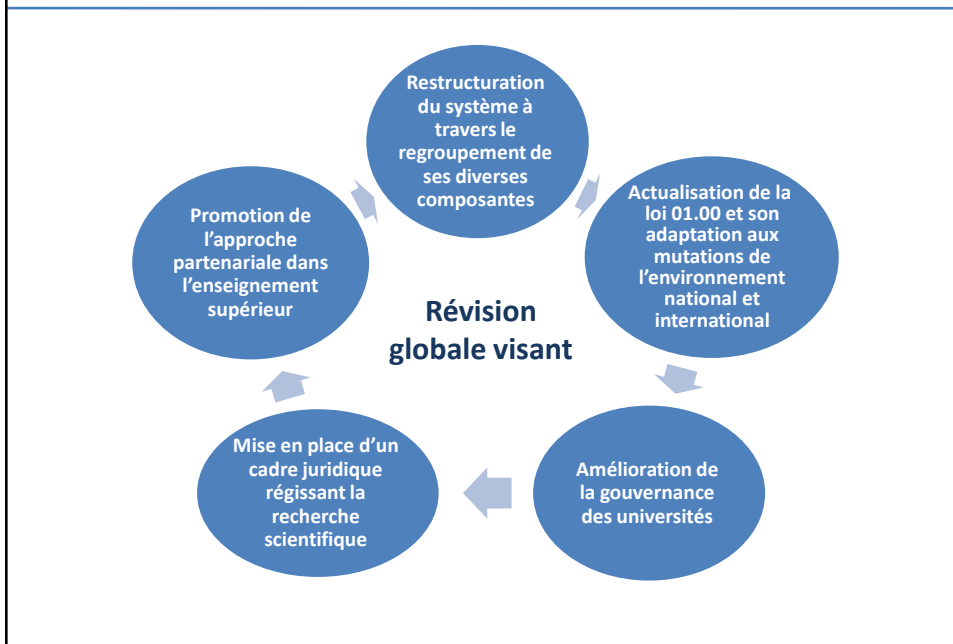 Restructuration
du système à
travers le
regroupement de
ses diverses
composantes
Actualisation de la
loi 01.00 et son
adaptation aux
mutations de
l’environnement
national et
international
Amélioration de
la gouvernance
des universités
Mise en place d’un
cadre juridique
régissant la
recherche
scientifique
Promotion de
l’approche
partenariale dans
l’enseignement
supérieur
Révision
globale visant